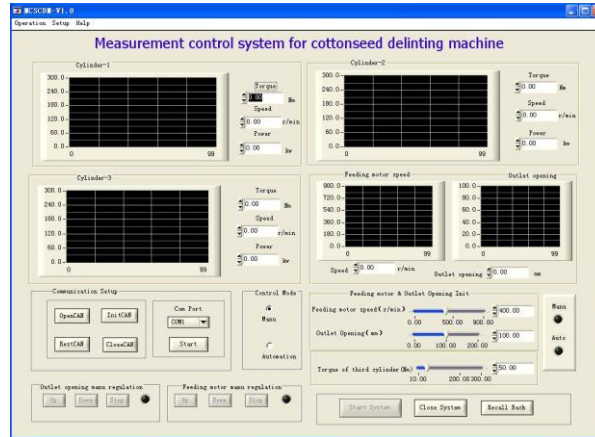 MCSCDM-V1.0
Operation Setup Help
Measurement control system for cottonseed delinting machine
Cylinder-1
300.0
240.0
180.0
120.0
60.0
0.0
0 99
Torque
0.00 Nm
Speed
0.00 r/min
Power
0.00 kw
Cylinder-2
300.0
240.0
180.0
120.0
60.0
0.0
0 99
Torque
0.00 Nm
Speed
0.00 r/min
Power
0.00 kw
Cylinder-3
300.0
240.0
180.0
120.0
60.0
0.0
0 99
Torque
0.00 Nm
Speed
0.00 r/min
Power
0.00 kw
Feeding motor speed
900.0
720.0
540.0
360.0
180.0
0.0
0 99
Speed 0.00 r/min
Outlet opening
100.0
80.0
60.0
40.0
20.0
0.0
0 99
Outlet opening 0.00 mm
Communication Setup
OpenCAN InitCAN
RestCAN CloseCAN
Com Port
COM1
Start
Control Mode
Manu
Automation
Feeding motor & Outlet Opening Init
Feeding motor speed(r/min) 400.00
0.00 500.00 900.00
Outlet Opening(mm) 100.00
0.00 100.00 200.00
Torque of third cylinder(Nm) 50.00
10.00 200.00 300.00
Manu
Auto
Outlet opening manu regulation
Up Down Stop
Feeding motor manu regulation
Up Down Stop
Start System Close System Recall Back